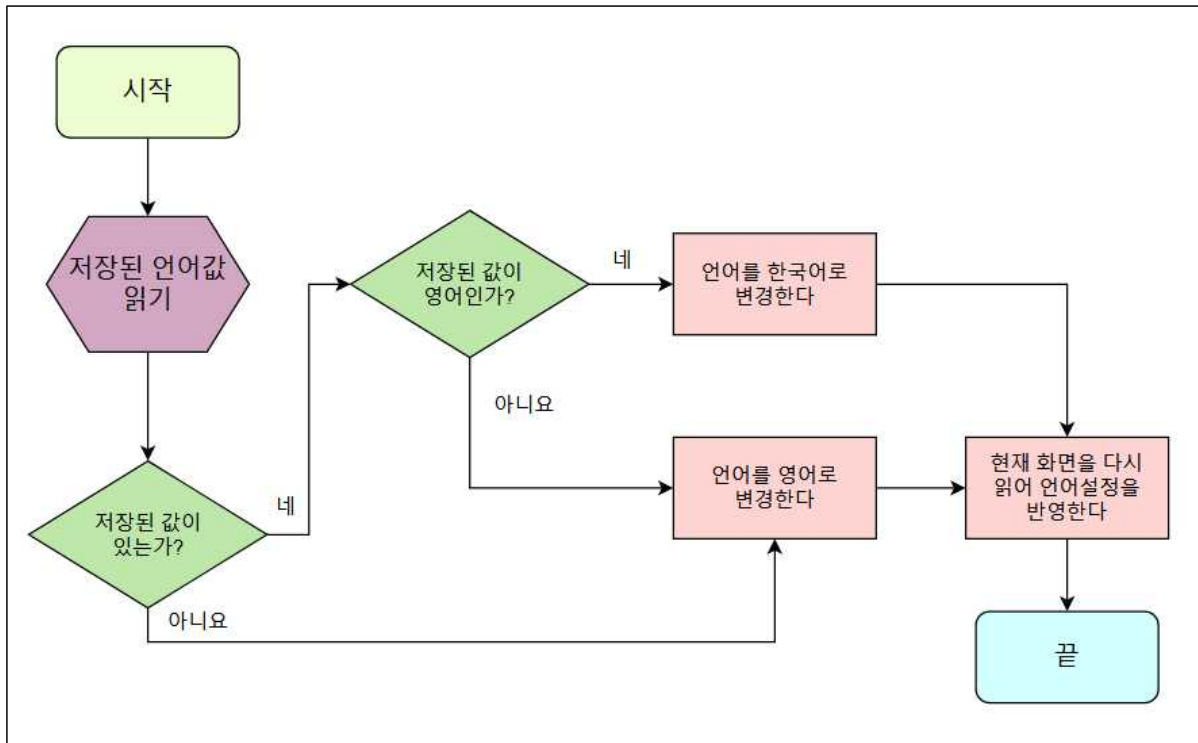 시작
저장된 언어값
읽기
저장된 값이
있는가?
네
아니요
저장된 값이
영어인가?
네
아니요
언어를 한국어로
변경한다
언어를 영어로
변경한다
현재 화면을 다시
읽어 언어설정을
반영한다
끝